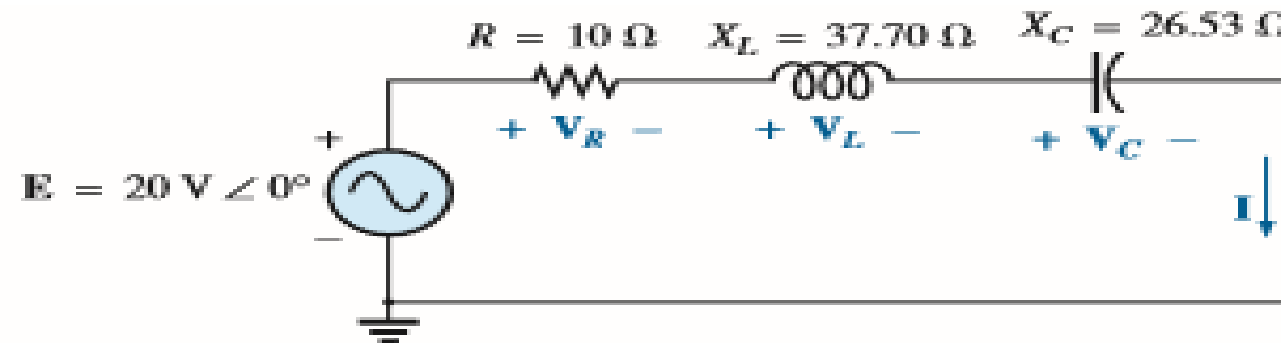 R = 10 Ω X_L = 37.70 Ω X_C = 26.53 Ω
+ V_R − + V_L − + V_C −
+
E = 20 V ∠ 0°
−
I